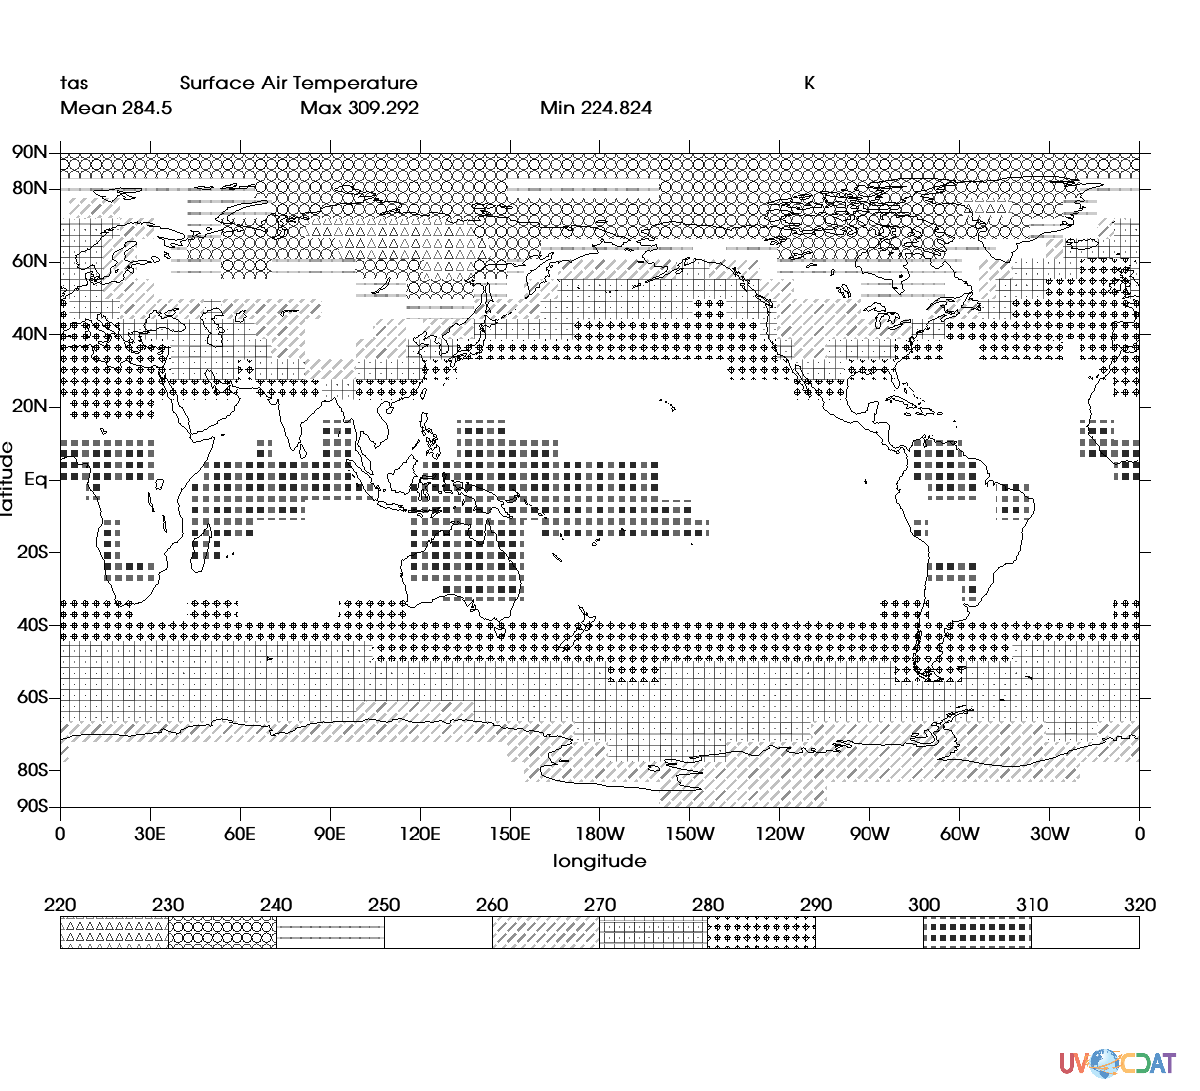 tas Surface Air Temperature K
Mean 284.5 Max 309.292 Min 224.824
90N
80N
60N
40N
20N
Eq
20S
40S
60S
80S
90S
latitude
0 30E 60E 90E 120E 150E 180W 150W 120W 90W 60W 30W 0
longitude
220 230 240 250 260 270 280 290 300 310 320
UV CDAT